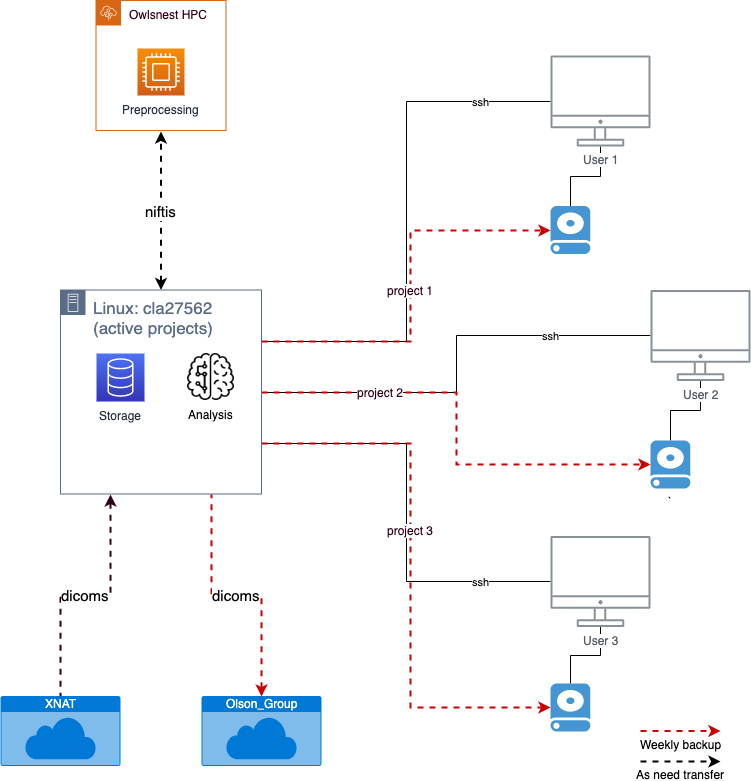 Owlsnest HPC
Preprocessing
niftis
Linux: cla27562
(active projects)
Storage
Analysis
ssh
User 1
project 1
ssh
User 2
project 2
`
project 3
ssh
User 3
dicoms
dicoms
XNAT
Olson_Group
Weekly backup
As need transfer